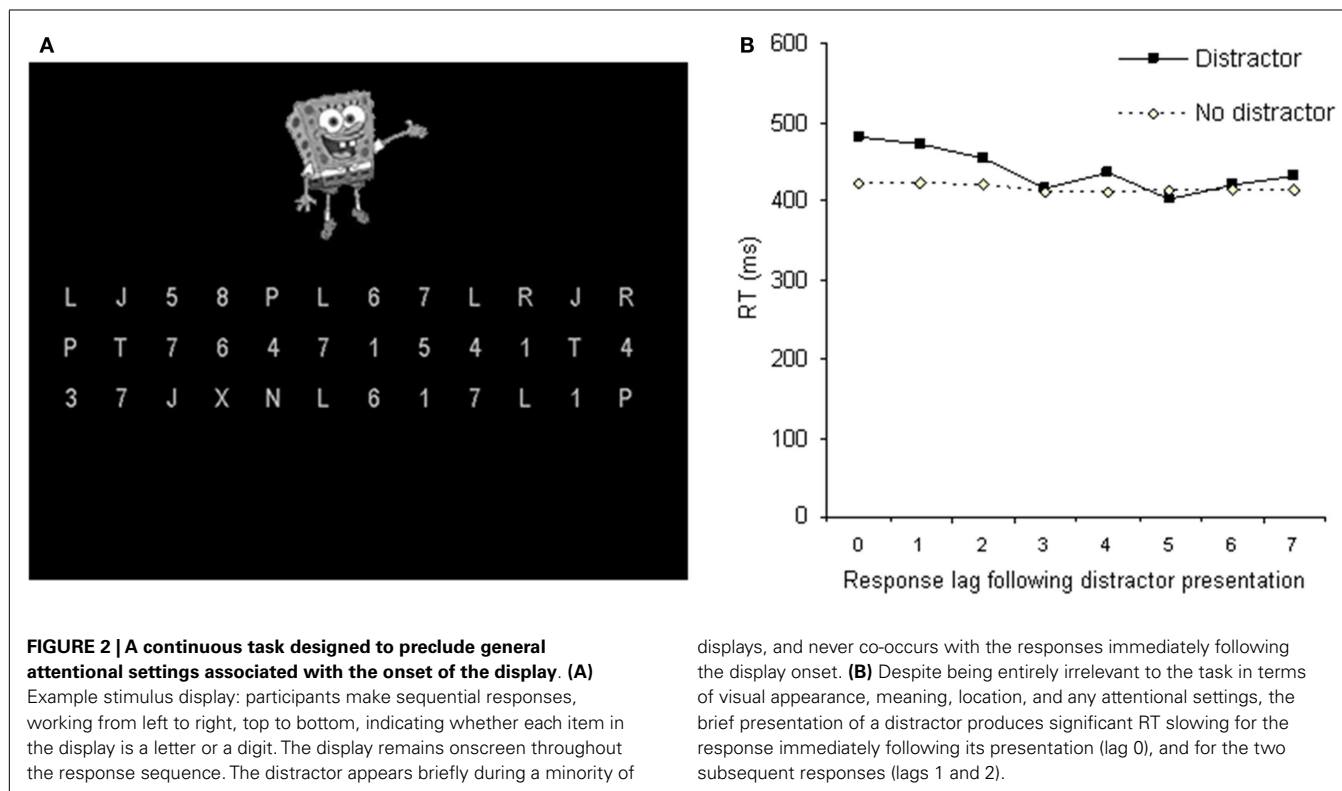 A
L J 5 8 P L 6 7 L R J R
P T 7 6 4 7 1 5 4 1 T 4
3 7 J X N L 6 1 7 L 1 P
B
600
500
400
300
200
100
0
RT (ms)
Distractor
No distractor
0 1 2 3 4 5 6 7
Response lag following distractor presentation
FIGURE 2 | A continuous task designed to preclude general
attentional settings associated with the onset of the display. (A)
Example stimulus display: participants make sequential responses,
working from left to right, top to bottom, indicating whether each item in
the display is a letter or a digit. The display remains onscreen throughout
the response sequence. The distractor appears briefly during a minority of
displays, and never co-occurs with the responses immediately following
the display onset. (B) Despite being entirely irrelevant to the task in terms
of visual appearance, meaning, location, and any attentional settings, the
brief presentation of a distractor produces significant RT slowing for the
response immediately following its presentation (lag 0), and for the two
subsequent responses (lags 1 and 2).